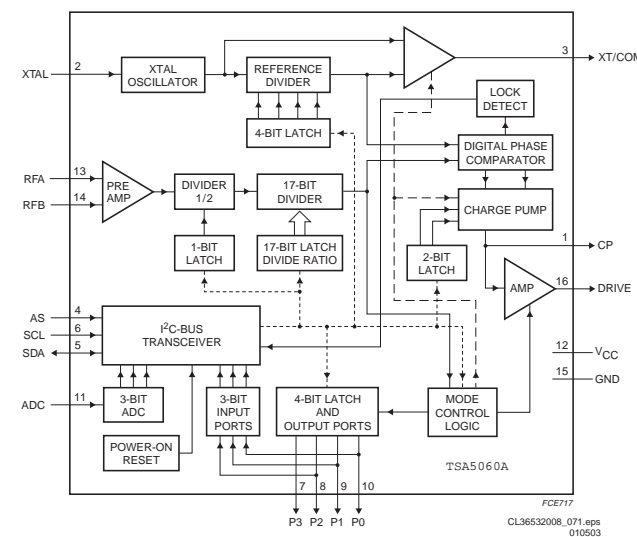 XTAL
2
XTAL
OSCILLATOR
REFERENCE
DIVIDER
4-BIT LATCH
3
XT/COM
LOCK
DETECT
DIGITAL PHASE
COMPARATOR
CHARGE PUMP
RFA
13
RFB
14
PRE
AMP
DIVIDER
1/2
17-BIT
DIVIDER
1-BIT
LATCH
17-BIT LATCH
DIVIDE RATIO
2-BIT
LATCH
1
CP
AMP
16
DRIVE
AS
4
SCL
6
SDA
5
I2C-BUS
TRANSCEIVER
12
VCC
15
GND
ADC
11
3-BIT
ADC
3-BIT
INPUT
PORTS
4-BIT LATCH
AND
OUTPUT PORTS
MODE
CONTROL
LOGIC
POWER-ON
RESET
TSA5060A
7
8
9
10
P3
P2
P1
P0
FCE717
CL36532008_071.eps
010503